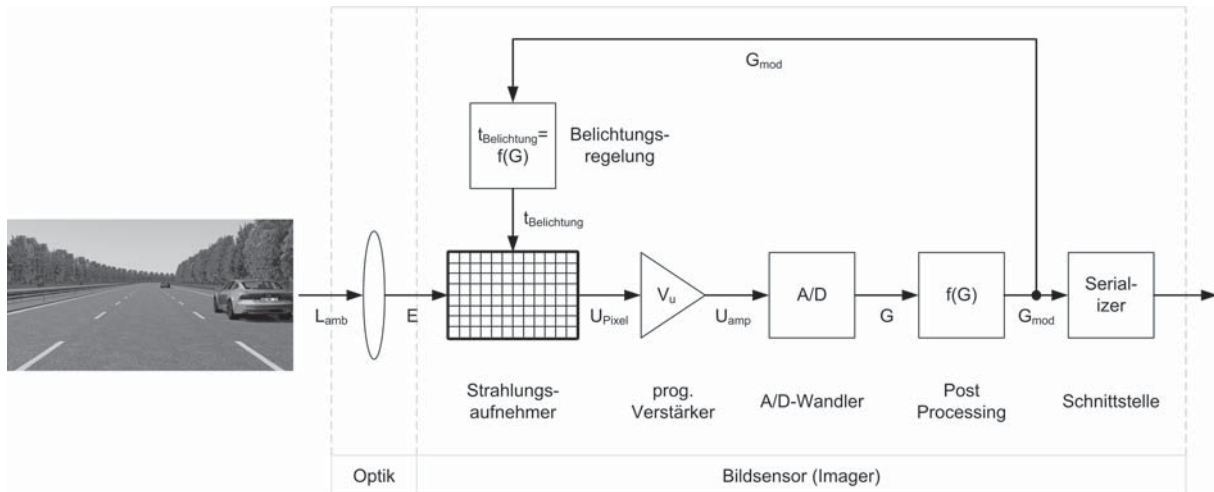 G_mod
t_Belichtung=
f(G)
Belichtungs-
regelung
t_Belichtung
L_amb
E
U_Pixel
V_u
U_amp
A/D
G
f(G)
G_mod
Serial-
izer
Strahlungs-
aufnehmer
prog.
Verstärker
A/D-Wandler
Post
Processing
Schnittstelle
Optik
Bildsensor (Imager)